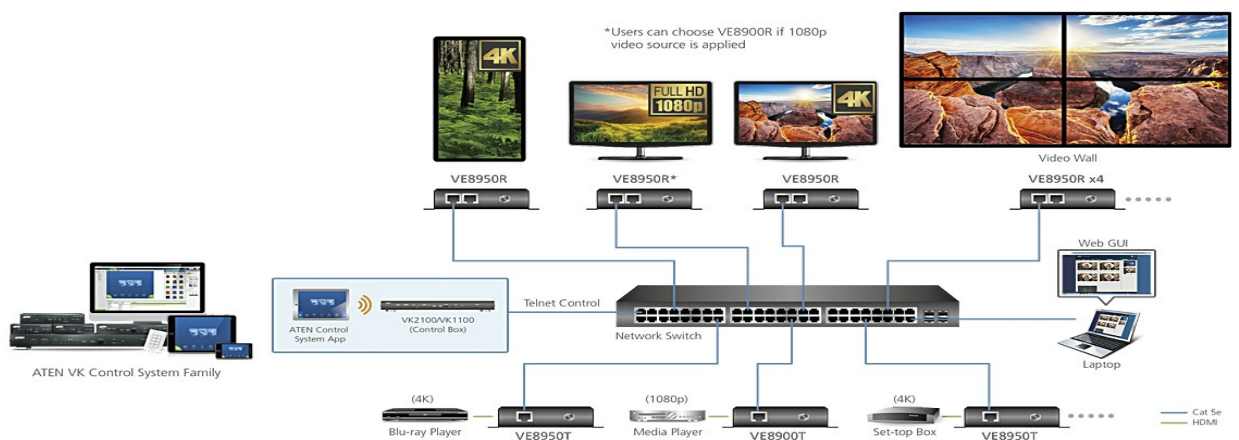 *Users can choose VE8900R if 1080p
video source is applied
4K
FULL HD
1080p
4K
Video Wall
VE8950R
VE8950R*
VE8950R
VE8950R x4
Web GUI
Telnet Control
ATEN Control
System App
VK2100/VK1100
(Control Box)
Network Switch
Laptop
ATEN VK Control System Family
(4K)
Blu-ray Player
VE8950T
(1080p)
Media Player
VE8900T
(4K)
Set-top Box
VE8950T
Cat 5e
HDMI